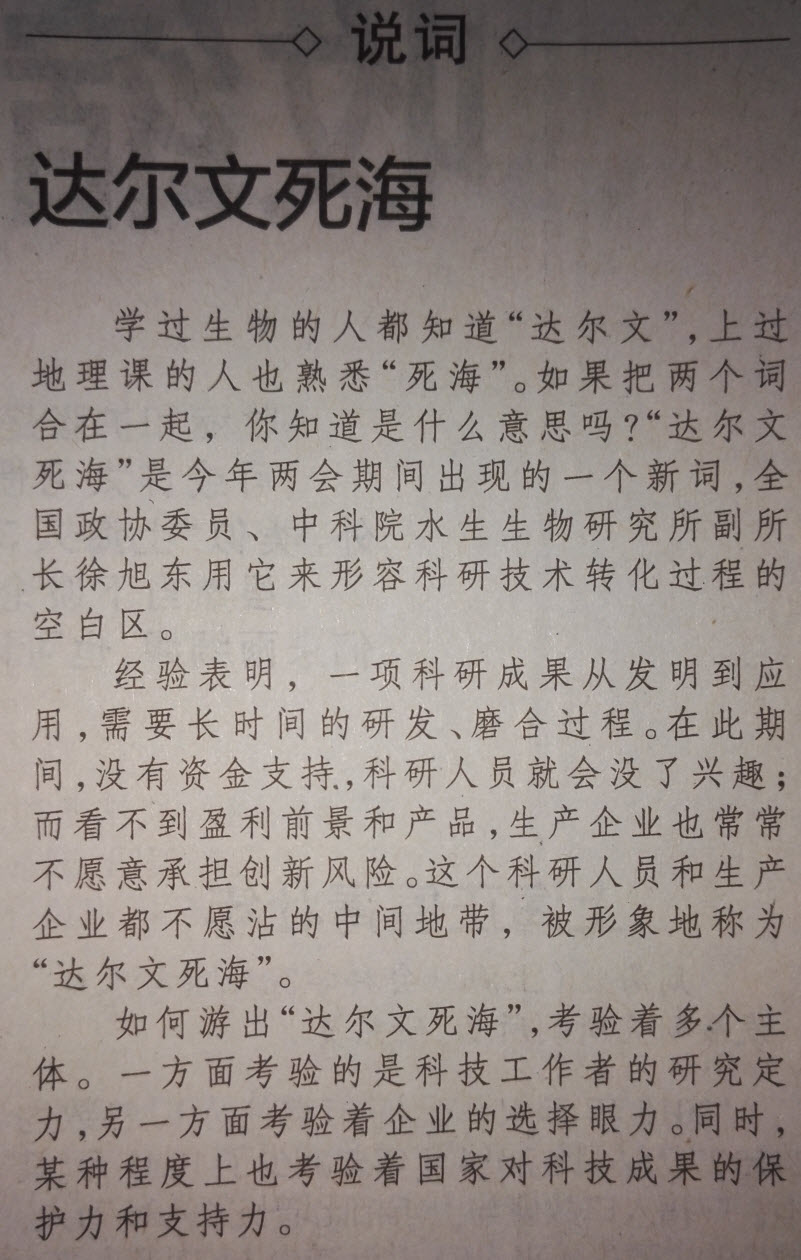 说词
达尔文死海
学过生物的人都知道“达尔文”,上过
地理课的人也熟悉“死海”。如果把两个词
合在一起，你知道是什么意思吗?“达尔文
死海”是今年两会期间出现的一个新词,全
国政协委员、中科院水生生物研究所副所
长徐旭东用它来形容科研技术转化过程的
空白区。
经验表明，一项科研成果从发明到应
用,需要长时间的研发、磨合过程。在此期
间,没有资金支持,科研人员就会没了兴趣;
而看不到盈利前景和产品,生产企业也常常
不愿意承担创新风险。这个科研人员和生产
企业都不愿沾的中间地带，被形象地称为
“达尔文死海”。
如何游出“达尔文死海”,考验着多个主
体。一方面考验的是科技工作者的研究定
力,另一方面考验着企业的选择眼力。同时,
某种程度上也考验着国家对科技成果的保
护力和支持力。